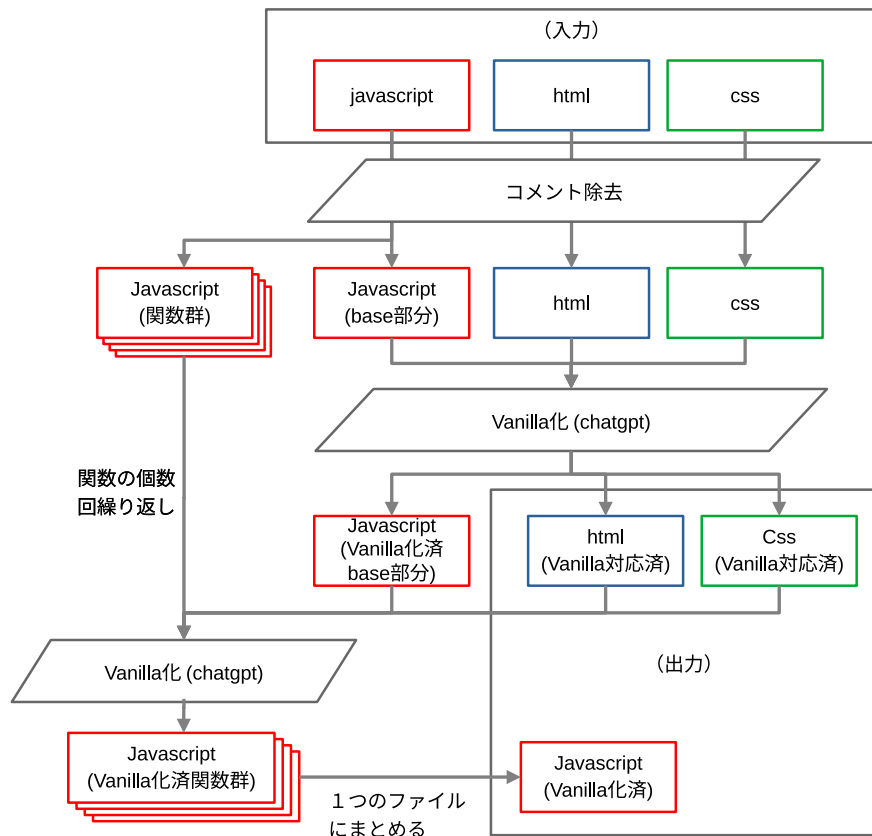 （入力）
javascript
html
css
コメント除去
Javascript
(関数群)
Javascript
(base部分)
html
css
Vanilla化 (chatgpt)
関数の個数
回繰り返し
Javascript
(Vanilla化済
base部分)
html
(Vanilla対応済)
Css
(Vanilla対応済)
Vanilla化 (chatgpt)
（出力）
Javascript
(Vanilla化済関数群)
Javascript
(Vanilla化済)
１つのファイル
にまとめる